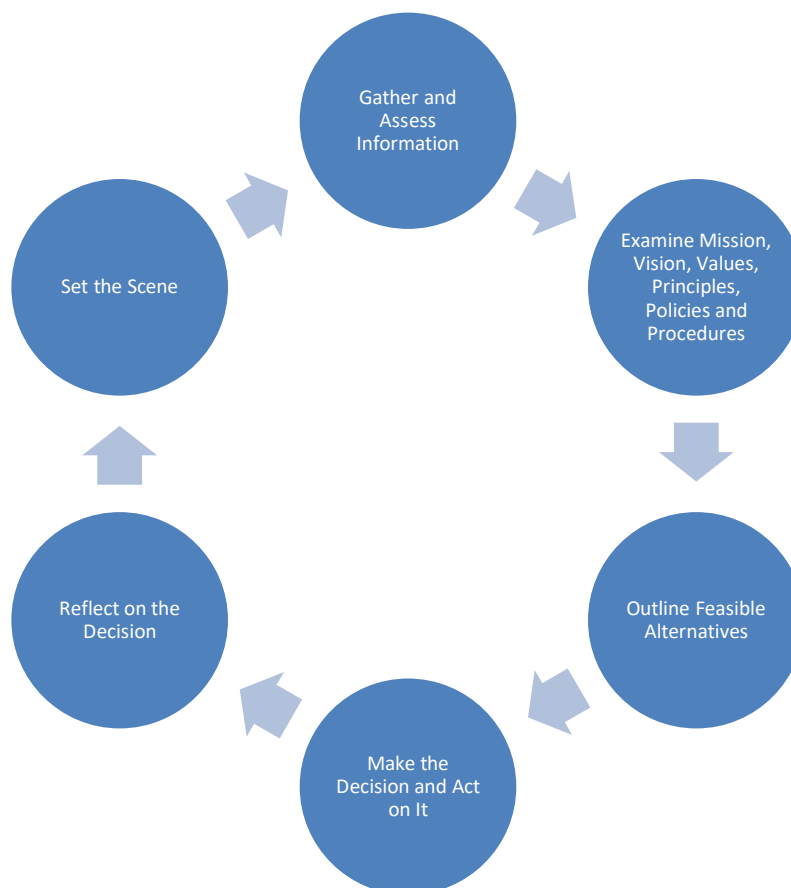 Gather and
Assess
Information
Examine Mission,
Vision, Values,
Principles,
Policies and
Procedures
Outline Feasible
Alternatives
Make the
Decision and Act
on It
Reflect on the
Decision
Set the Scene